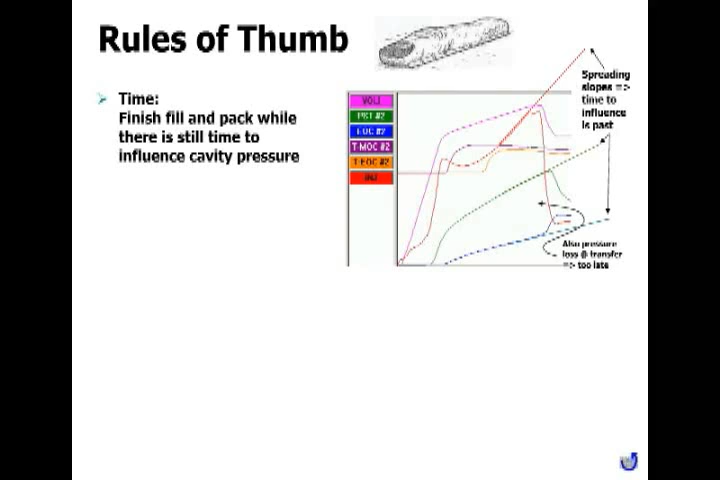 Rules of Thumb
Time:
Finish fill and pack while
there is still time to
influence cavity pressure
VOLI
PST #2
EOC #2
T MOC #2
T EOC #2
INJ
Spreading
slopes =>
time to
influence
is past
Also pressure
loss @ transfer
=> too late